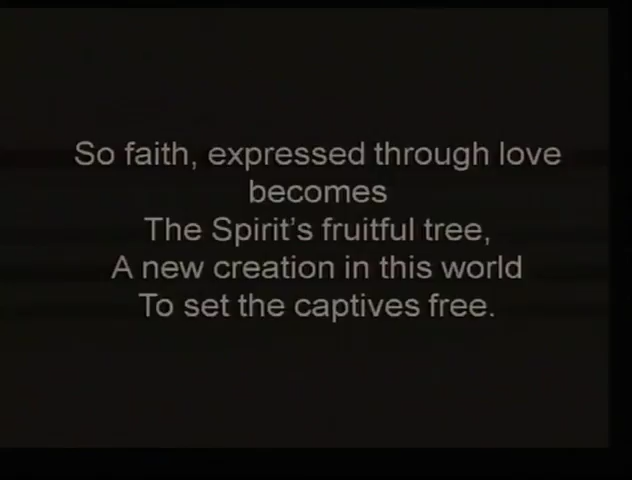 So faith, expressed through love
becomes
The Spirit's fruitful tree,
A new creation in this world
To set the captives free.